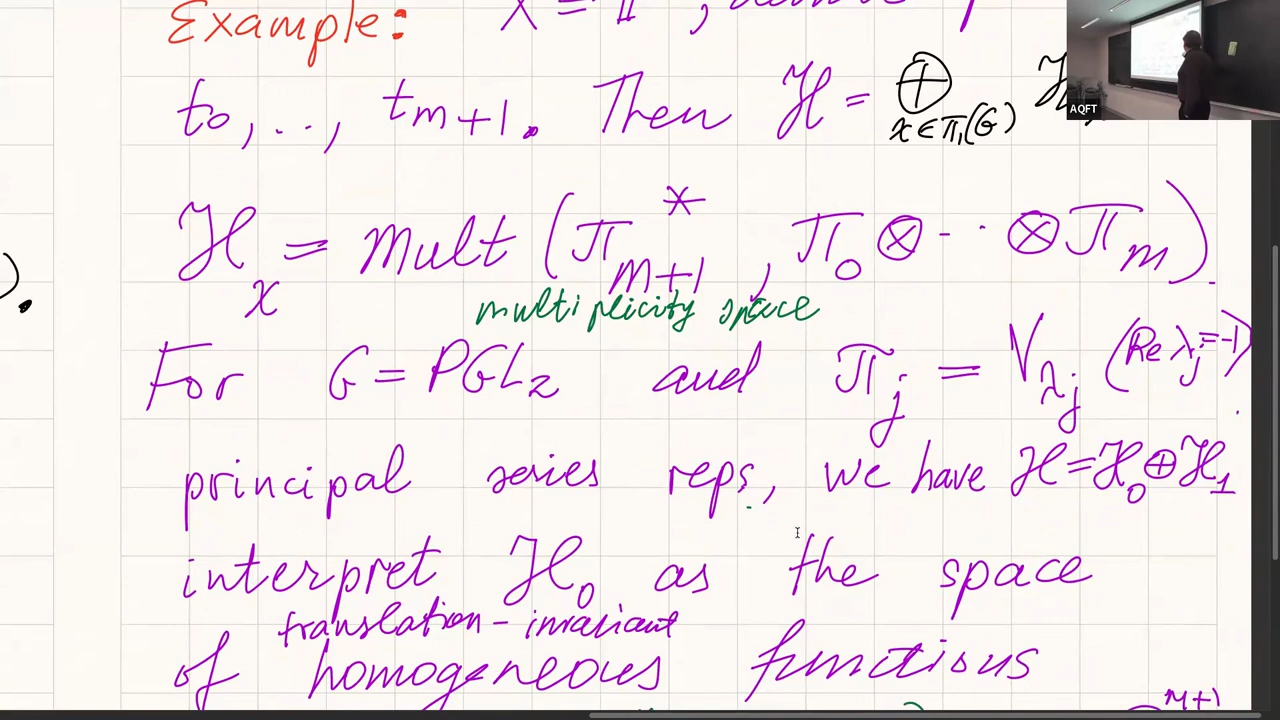 Example: X = ℙ¹,
t₀,.., tₘ₊₁. Then ℋ = ⊕_{x∈π₁(G)} ℋ
AQFT
ℋₓ = Mult (π*ₘ₊₁, π₀ ⊗ - ·· ⊗ πₘ).
multiplicity space
).
For G = PGL₂ and πⱼ = V_{λⱼ} (Re λⱼ = -1)
principal series reps, we have ℋ = ℋ₀ ⊕ ℋ₁
interpret ℋ₀ as the space
translation-invariant
of homogeneous functions
m+1